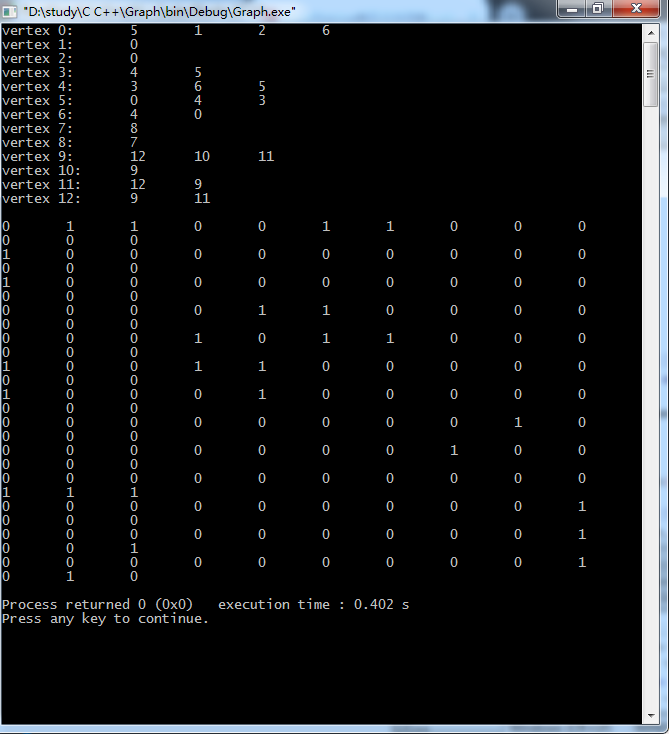 "D:\study\C C++\Graph\bin\Debug\Graph.exe"
vertex 0: 5 1 2 6
vertex 1: 0
vertex 2: 0
vertex 3: 4 5
vertex 4: 3 6 5
vertex 5: 0 4 3
vertex 6: 4 0
vertex 7: 8
vertex 8: 7
vertex 9: 12 10 11
vertex 10: 9
vertex 11: 12 9
vertex 12: 9 11
0 1 1 0 0 1 1 0 0 0
0 0 0
1 0 0 0 0 0 0 0 0 0
0 0 0
1 0 0 0 0 0 0 0 0 0
0 0 0
0 0 0 0 1 1 0 0 0 0
0 0 0
0 0 0 1 0 1 1 0 0 0
0 0 0
1 0 0 1 1 0 0 0 0 0
0 0 0
1 0 0 0 1 0 0 0 0 0
0 0 0
0 0 0 0 0 0 0 0 1 0
0 0 0
0 0 0 0 0 0 0 1 0 0
0 0 0
0 0 0 0 0 0 0 0 0 0
1 1 1
0 0 0 0 0 0 0 0 0 1
0 0 0
0 0 0 0 0 0 0 0 0 1
0 0 1
0 0 0 0 0 0 0 0 0 1
0 1 0
Process returned 0 (0x0) execution time : 0.402 s
Press any key to continue.